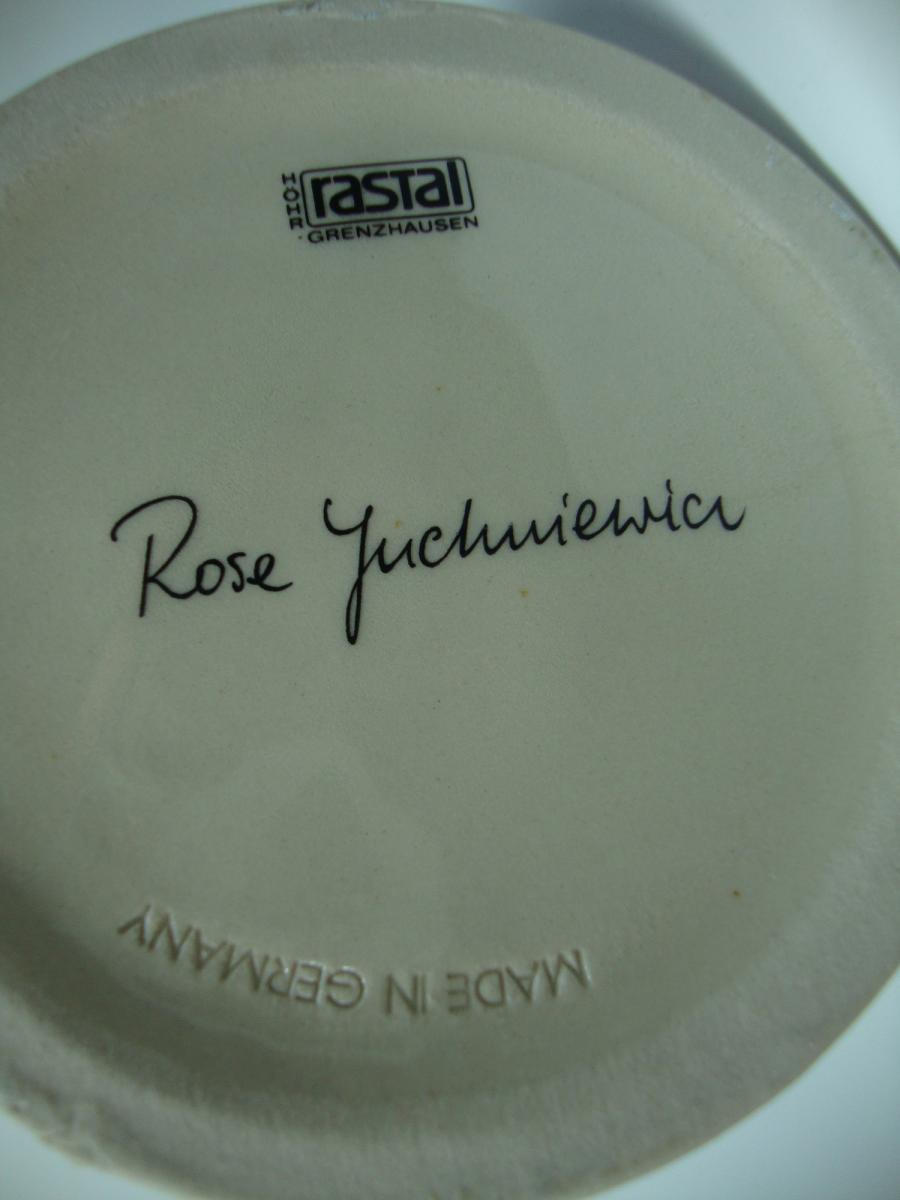 HÖHR
rastal
·GRENZHAUSEN
Rose Juchniewicz
MADE IN GERMANY